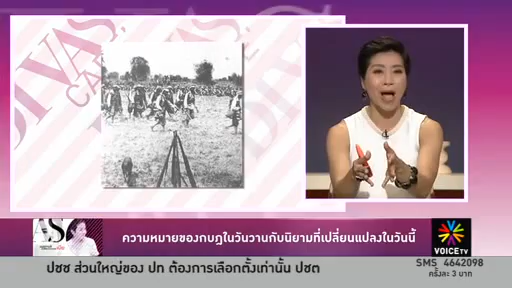 DIVAS
CA
ความหมายของกบฏในวันวานกับนิยามที่เปลี่ยนแปลงในวันนี้
VOICE TV
ปชช ส่วนใหญ่ของ ปท ต้องการเลือกตั้งเท่านั้น ปชต
SMS 4642098
ครั้งละ 3 บาท